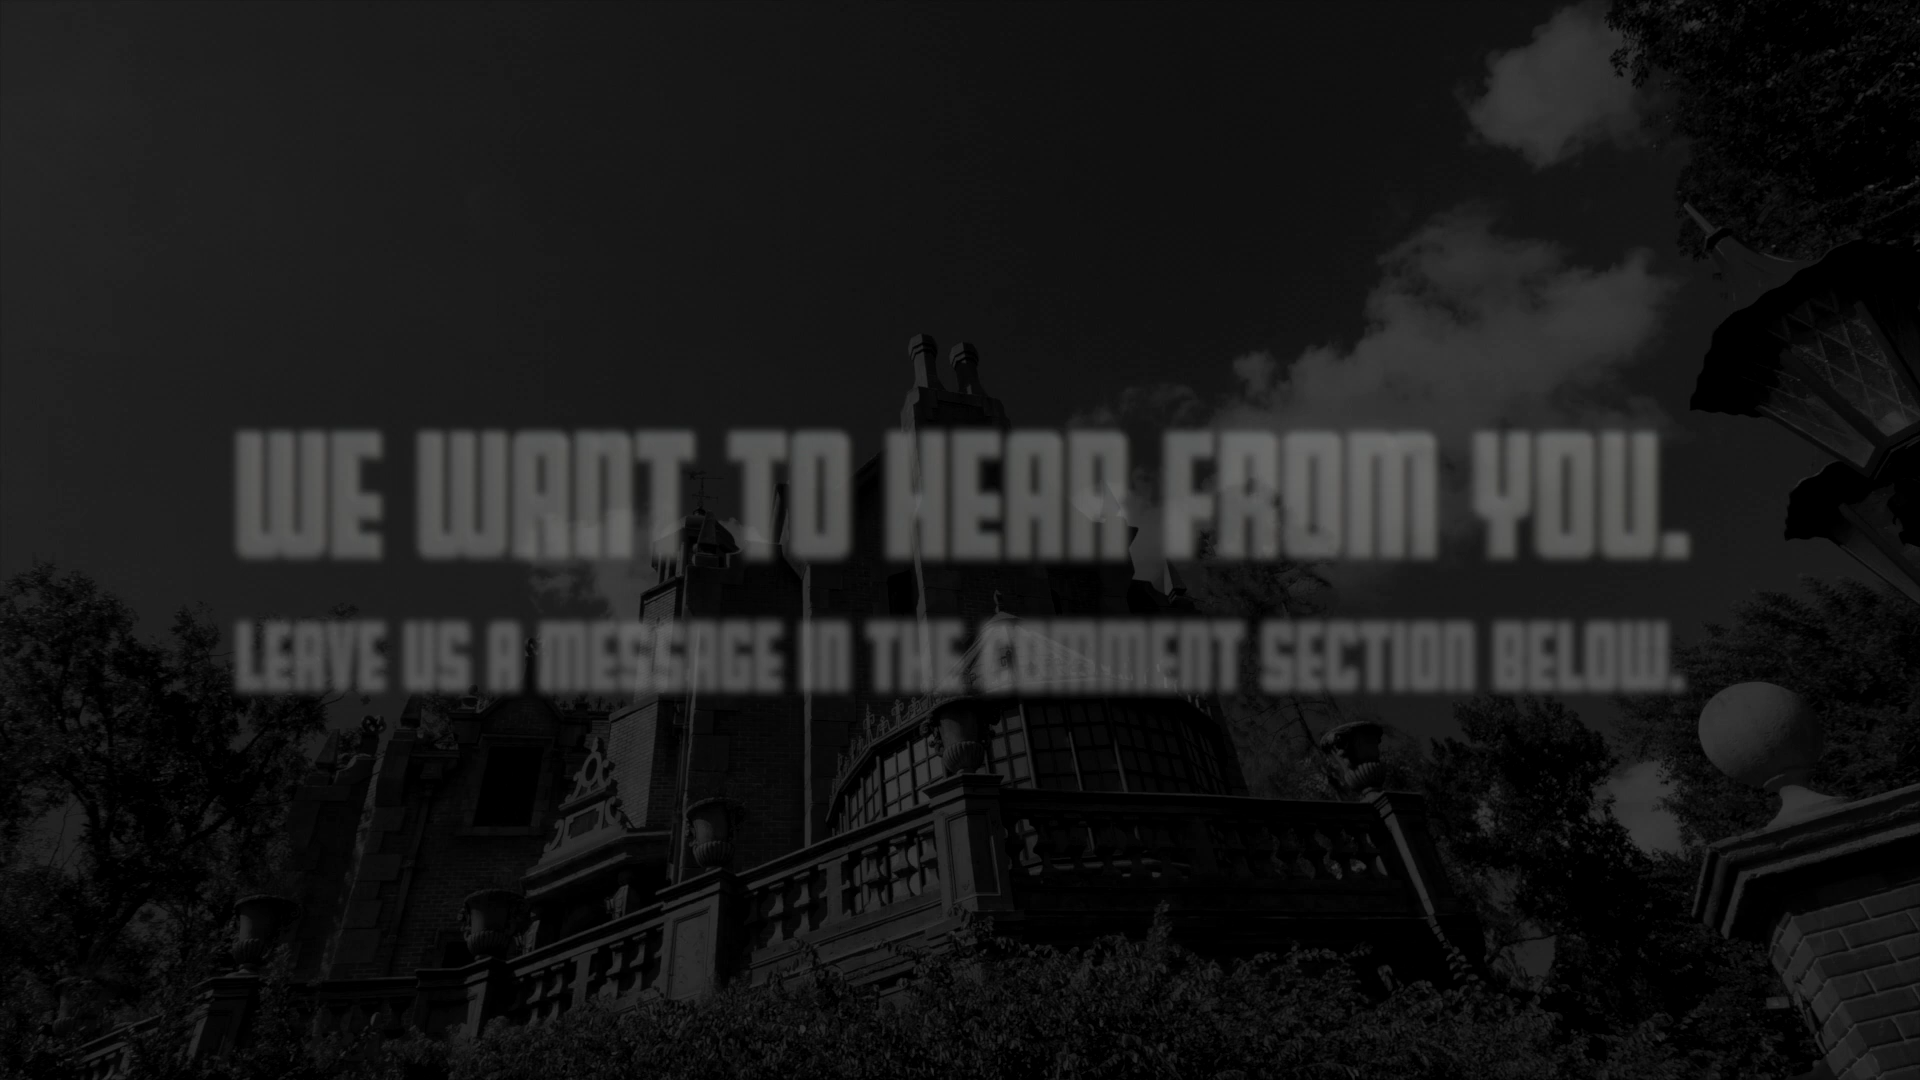 WE WANT TO HEAR FROM YOU.
LEAVE US A MESSAGE IN THE COMMENT SECTION BELOW.